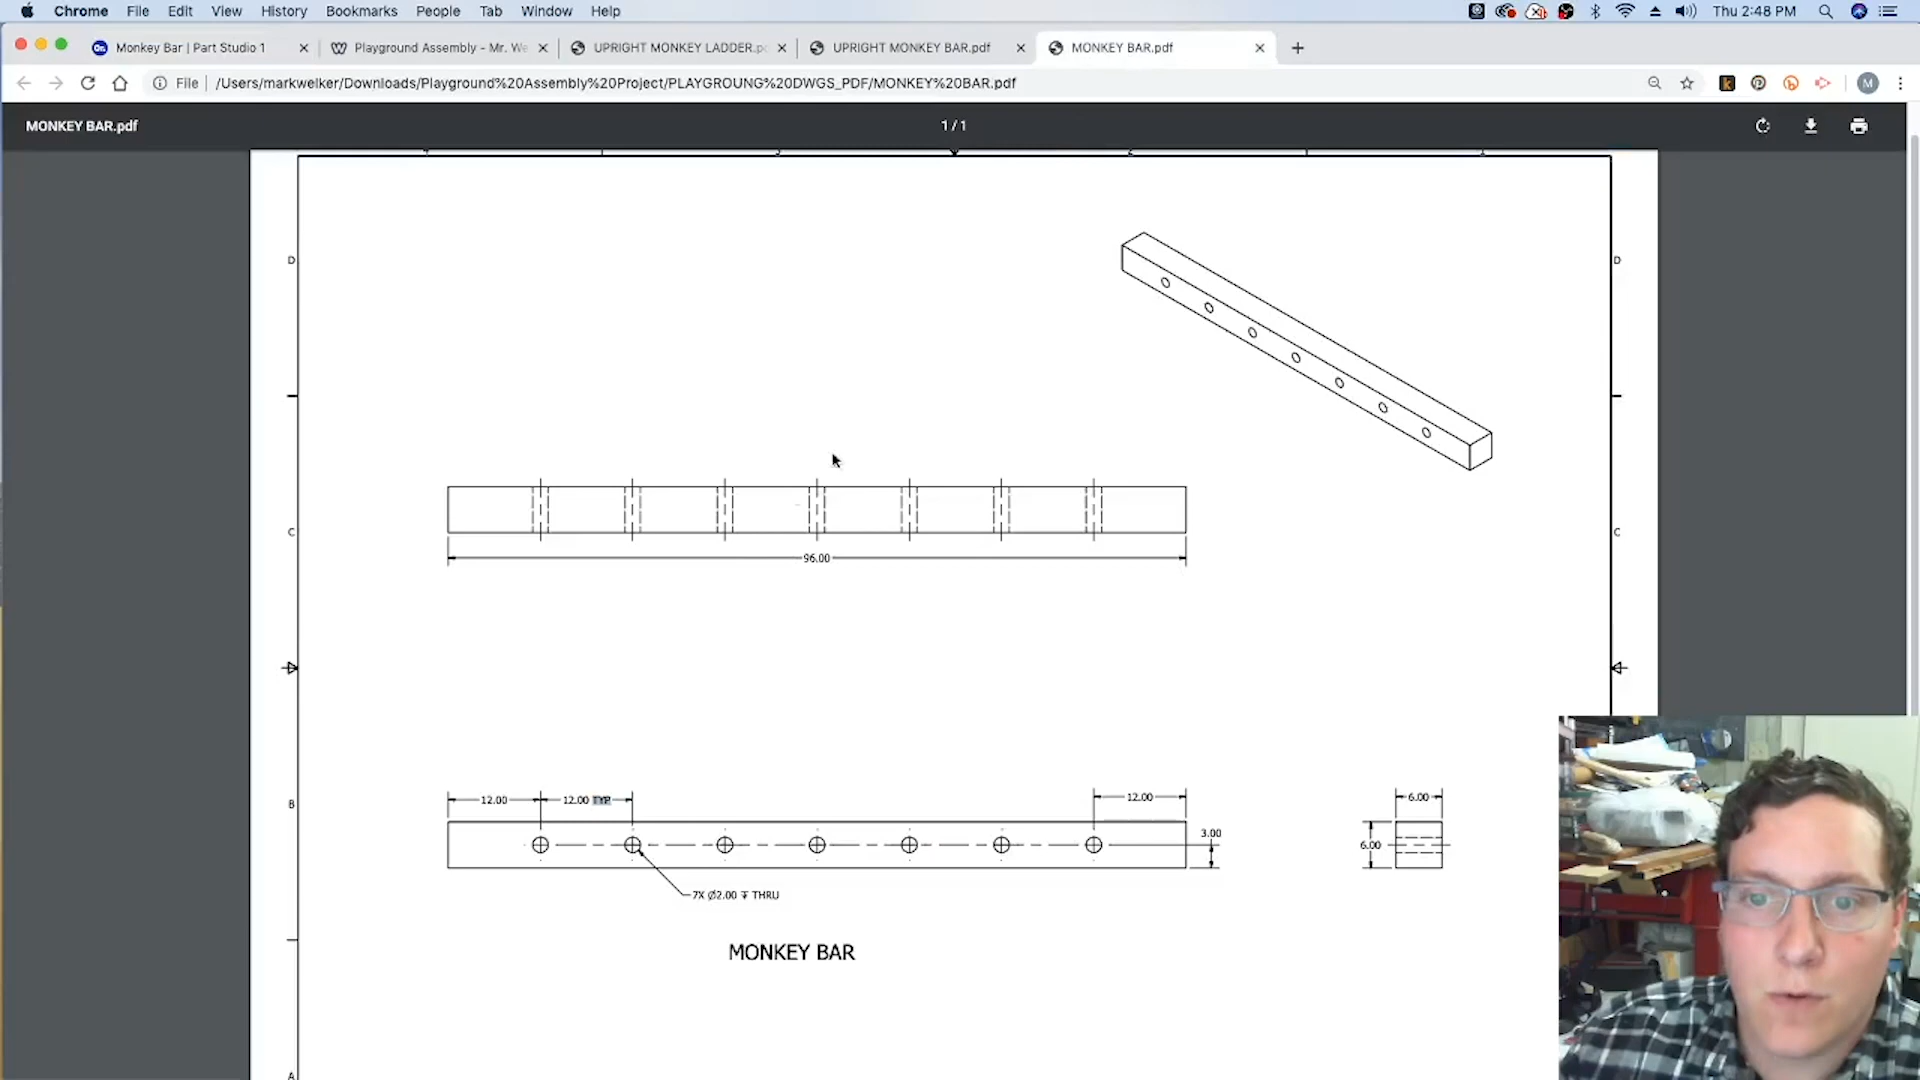 Chrome File Edit View History Bookmarks People Tab Window Help Thu 2:48 PM
Monkey Bar | Part Studio 1
Playground Assembly - Mr. We
UPRIGHT MONKEY LADDER.p
UPRIGHT MONKEY BAR.pdf
MONKEY BAR.pdf
File /Users/markwelker/Downloads/Playground%20Assembly%20Project/PLAYGROUNG%20DWGS_PDF/MONKEY%20BAR.pdf
M
MONKEY BAR.pdf
1 / 1
D D
C C
96.00
B
12.00 12.00 TYP 12.00 6.00
3.00
6.00
7X Ø2.00 ↧ THRU
MONKEY BAR
A